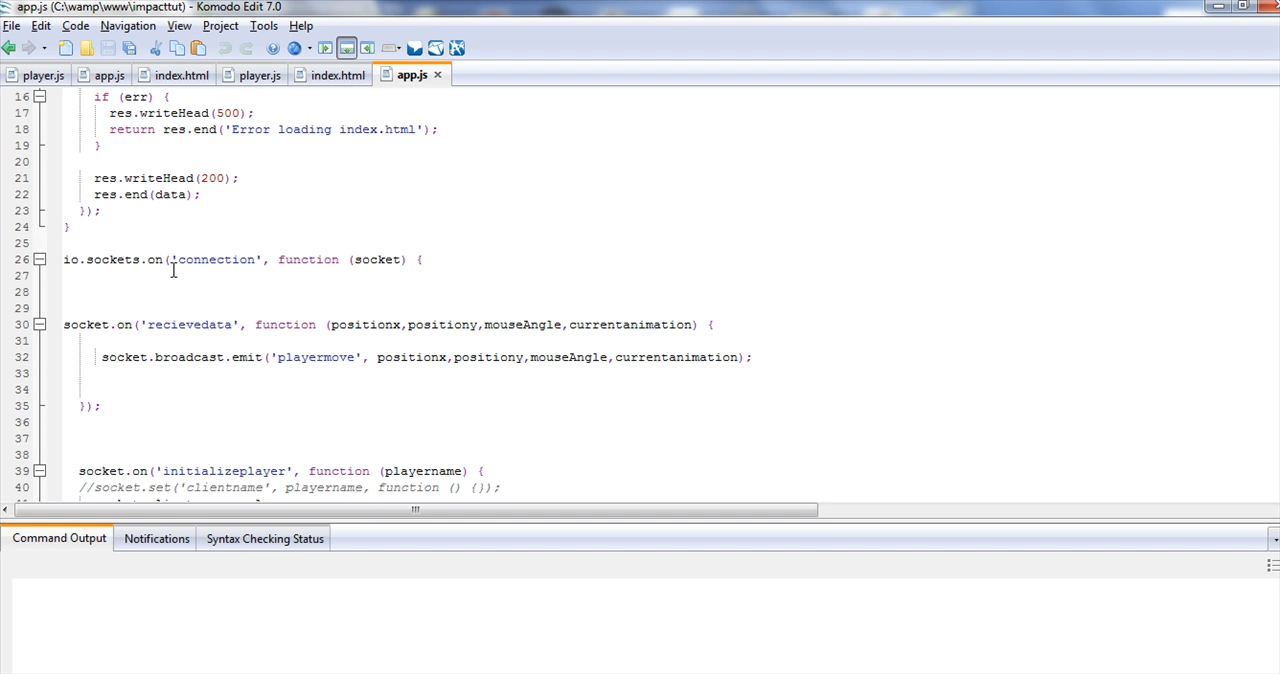 app.js (C:\wamp\www\impacttut) - Komodo Edit 7.0
File Edit Code Navigation View Project Tools Help
player.js app.js index.html player.js index.html app.js
16 if (err) {
17 res.writeHead(500);
18 return res.end('Error loading index.html');
19 }
20
21 res.writeHead(200);
22 res.end(data);
23 });
24 }
25
26 io.sockets.on('connection', function (socket) {
27
28
29
30 socket.on('recievedata', function (positionx,positiony,mouseAngle,currentanimation) {
31
32 socket.broadcast.emit('playermove', positionx,positiony,mouseAngle,currentanimation);
33
34
35 });
36
37
38
39 socket.on('initializeplayer', function (playername) {
40 //socket.set('clientname', playername, function () {});
Command Output Notifications Syntax Checking Status